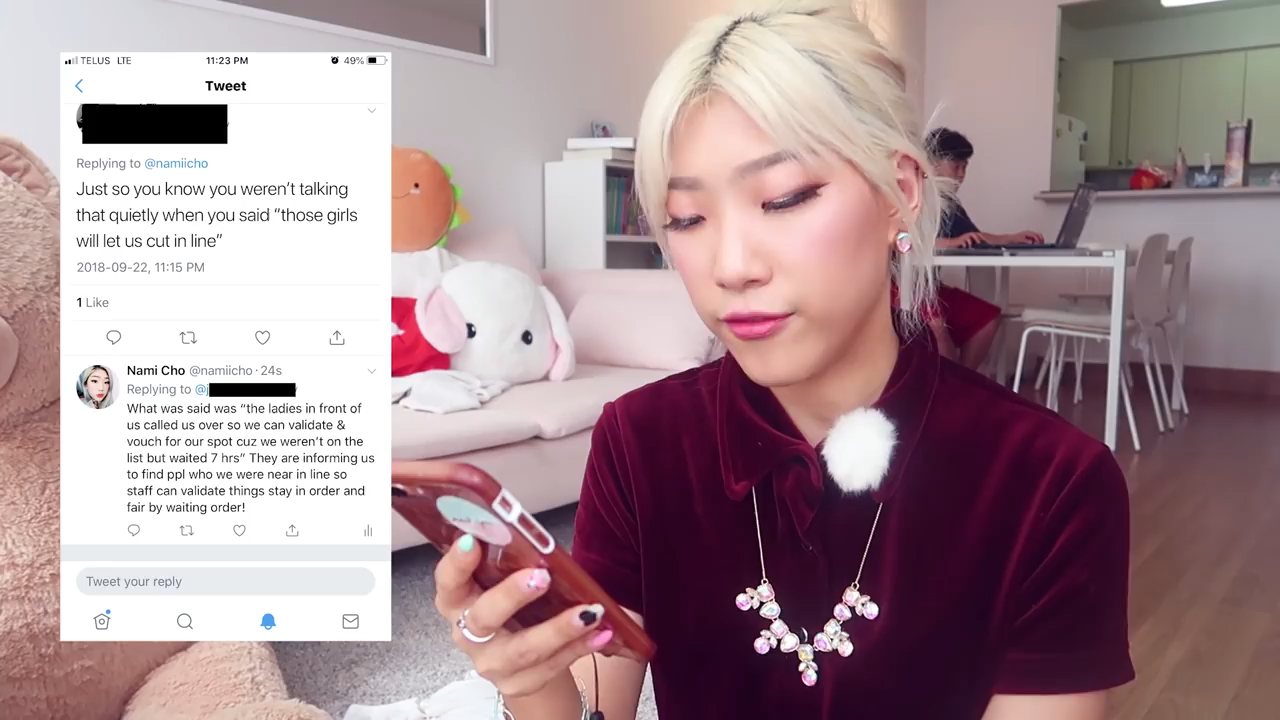 TELUS LTE 11:23 PM 49%
Tweet
Replying to @namiicho
Just so you know you weren't talking
that quietly when you said "those girls
will let us cut in line"
2018-09-22, 11:15 PM
1 Like
Nami Cho @namiicho · 24s
Replying to @j
What was said was "the ladies in front of
us called us over so we can validate &
vouch for our spot cuz we weren't on the
list but waited 7 hrs" They are informing us
to find ppl who we were near in line so
staff can validate things stay in order and
fair by waiting order!
Tweet your reply